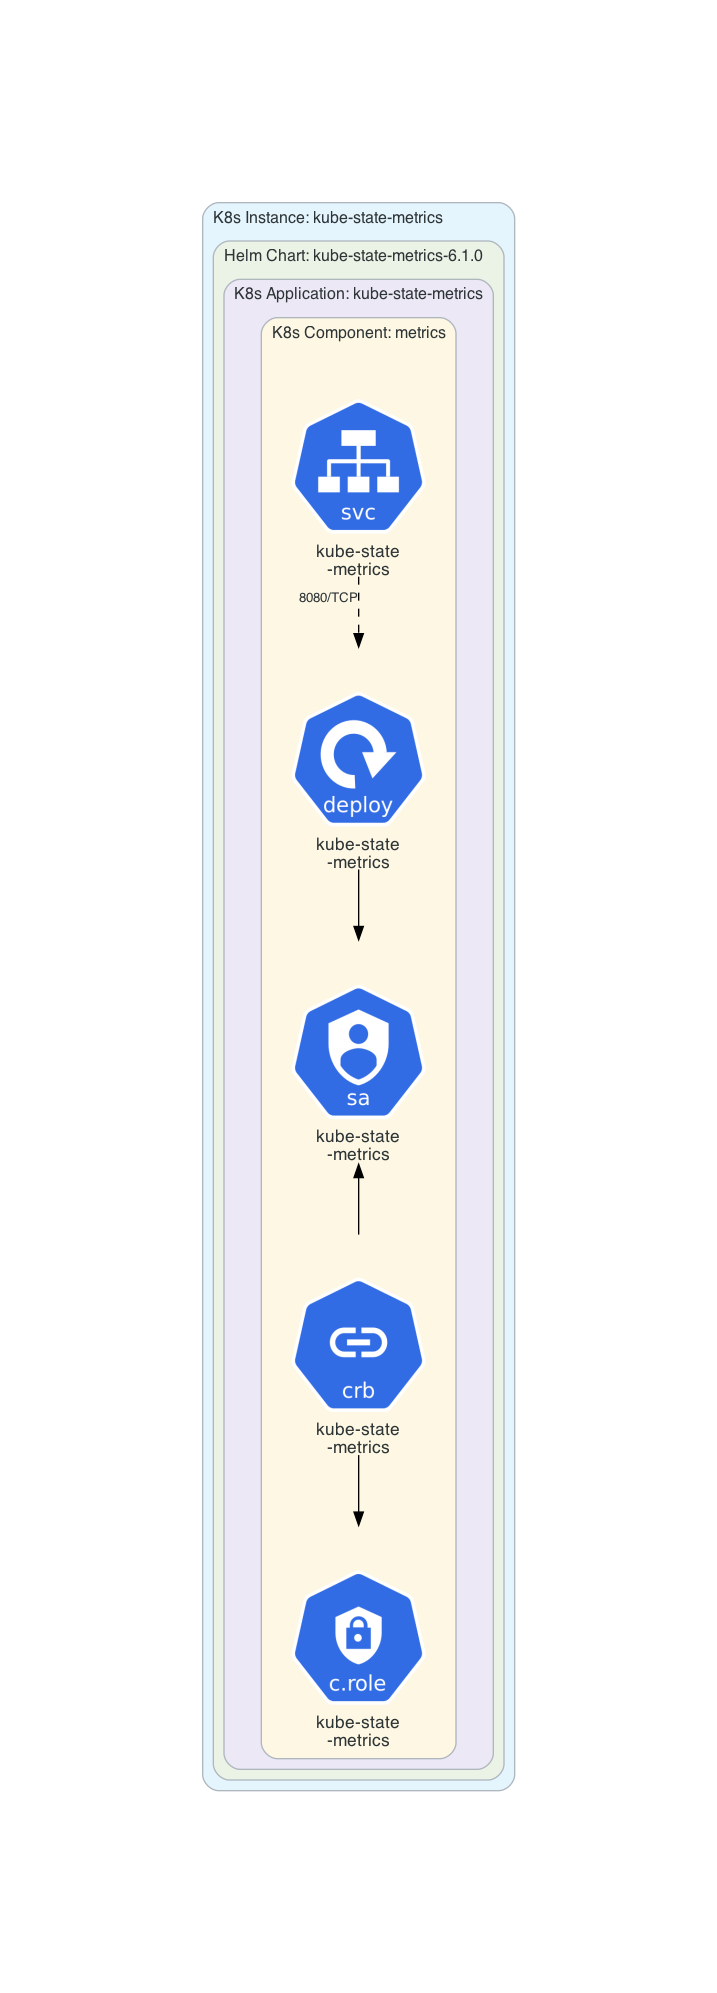 K8s Instance: kube-state-metrics
Helm Chart: kube-state-metrics-6.1.0
K8s Application: kube-state-metrics
K8s Component: metrics
svc
kube-state
-metrics
8080/TCP
deploy
kube-state
-metrics
sa
kube-state
-metrics
crb
kube-state
-metrics
c.role
kube-state
-metrics